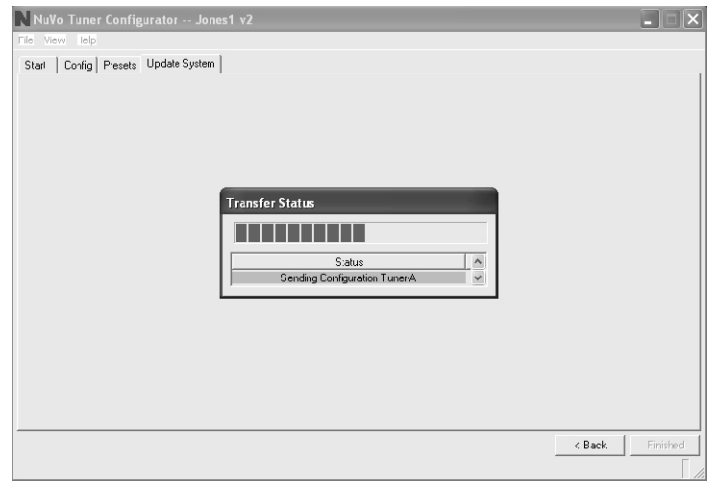 N NuVo Tuner Configurator -- Jones1 v2
File View Help
Start Config Presets Update System
Transfer Status
Status
Sending Configuration TunerA
< Back
Finished